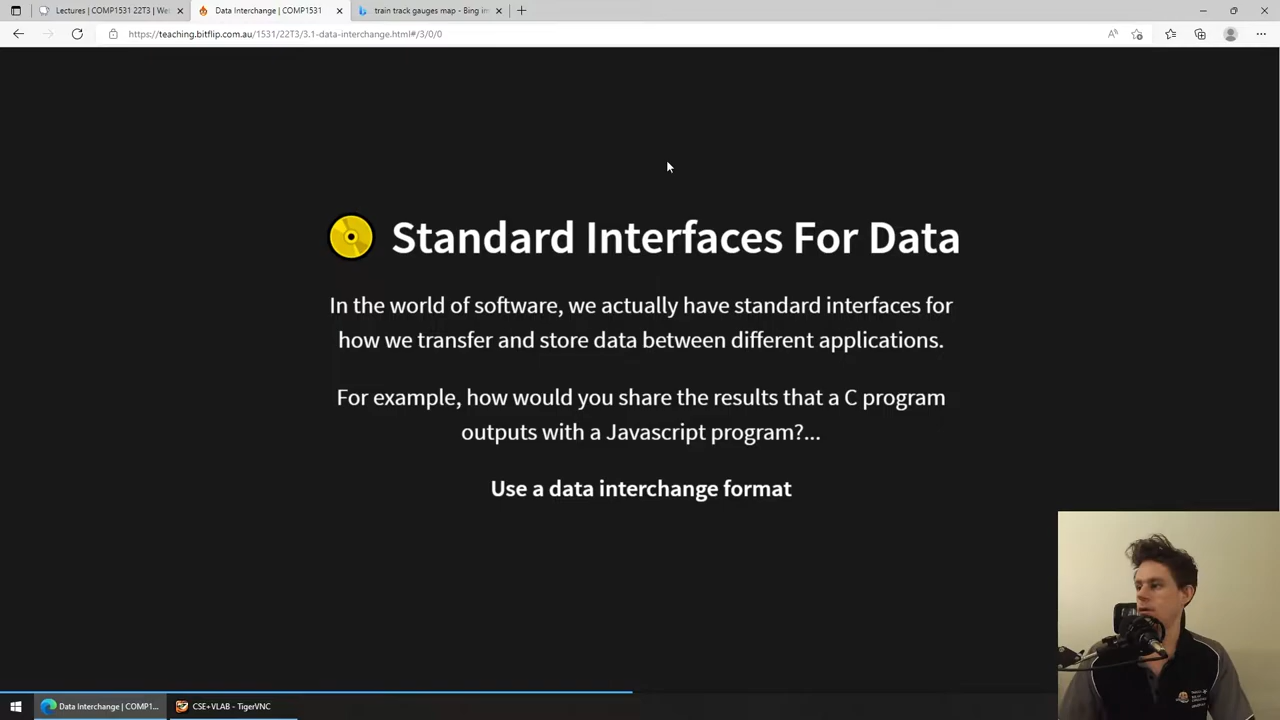 Lectures | COMP1531 22T3 | We
Data Interchange | COMP1531
train track gauges map - Bing im
https://teaching.bitflip.com.au/1531/22T3/3.1-data-interchange.html#/3/0/0
Standard Interfaces For Data
In the world of software, we actually have standard interfaces for
how we transfer and store data between different applications.
For example, how would you share the results that a C program
outputs with a Javascript program?...
Use a data interchange format
Data Interchange | COMP1...
CSE+VLAB - TigerVNC